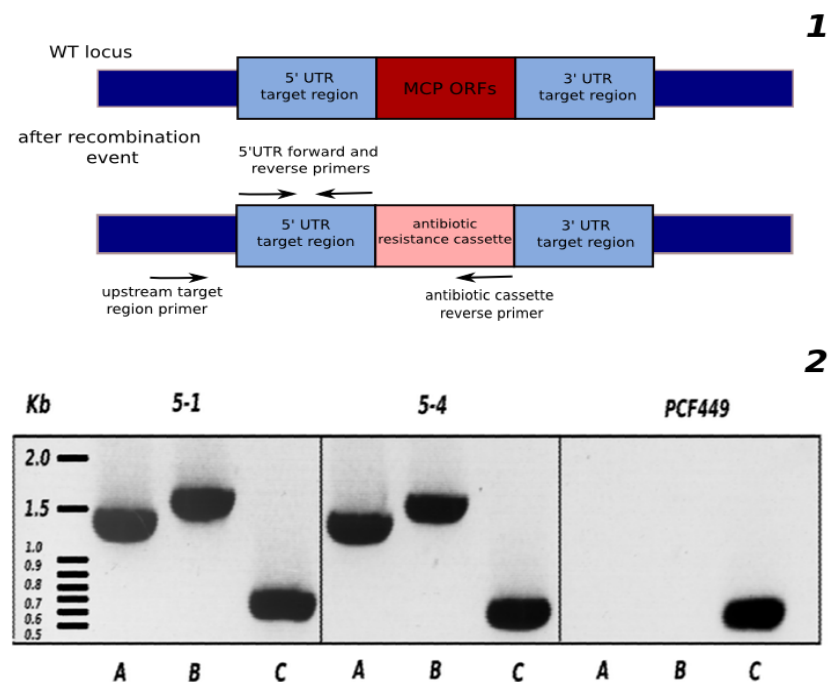 1
WT locus
5' UTR
target region
MCP ORFs
3' UTR
target region
after recombination
event
5'UTR forward and
reverse primers
5' UTR
target region
antibiotic
resistance cassette
3' UTR
target region
upstream target
region primer
antibiotic cassette
reverse primer
2
Kb 5-1 5-4 PCF449
2.0
1.5
1.0
0.9
0.8
0.7
0.6
0.5
A B C A B C A B C